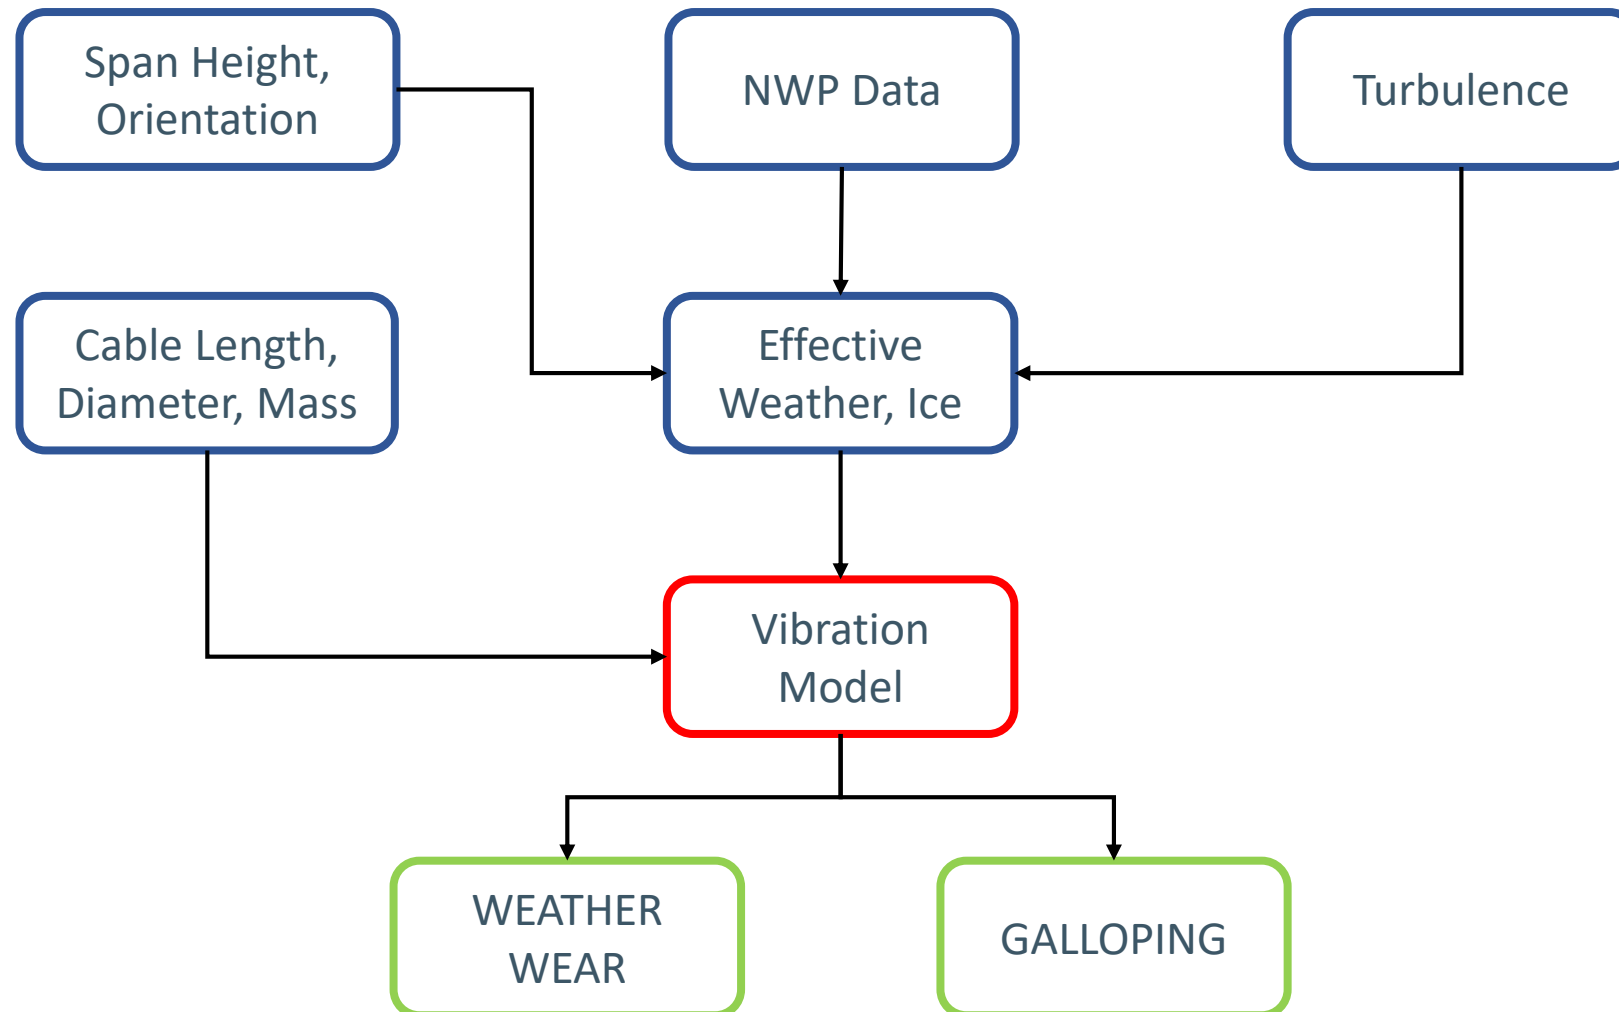 Span Height,
Orientation
NWP Data
Turbulence
Cable Length,
Diameter, Mass
Effective
Weather, Ice
Vibration
Model
WEATHER
WEAR
GALLOPING